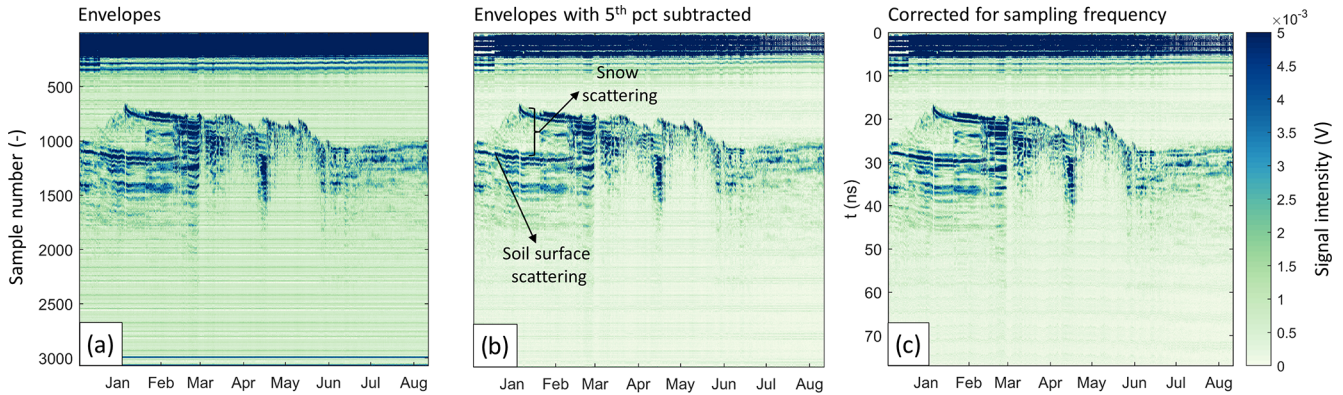 Envelopes
Envelopes with 5th pct subtracted
Corrected for sampling frequency
×10-3
Sample number (-)
500
1000
1500
2000
2500
3000
(a)
Jan Feb Mar Apr May Jun Jul Aug
Snow
scattering
Soil surface
scattering
(b)
Jan Feb Mar Apr May Jun Jul Aug
t (ns)
0
10
20
30
40
50
60
70
(c)
Jan Feb Mar Apr May Jun Jul Aug
5
4.5
4
3.5
3
2.5
2
1.5
1
0.5
0
Signal intensity (V)